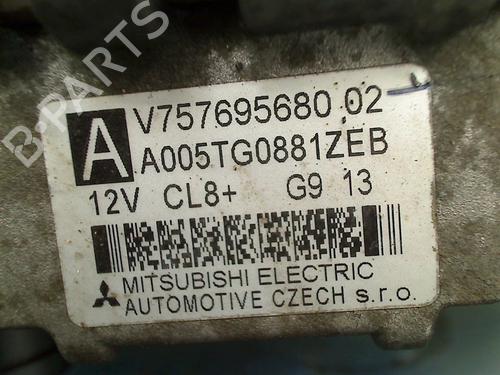 B-PARTS
A
V757695680 02
A005TG0881ZEB
12V CL8+ G9 13
MITSUBISHI ELECTRIC
AUTOMOTIVE CZECH s.r.o.